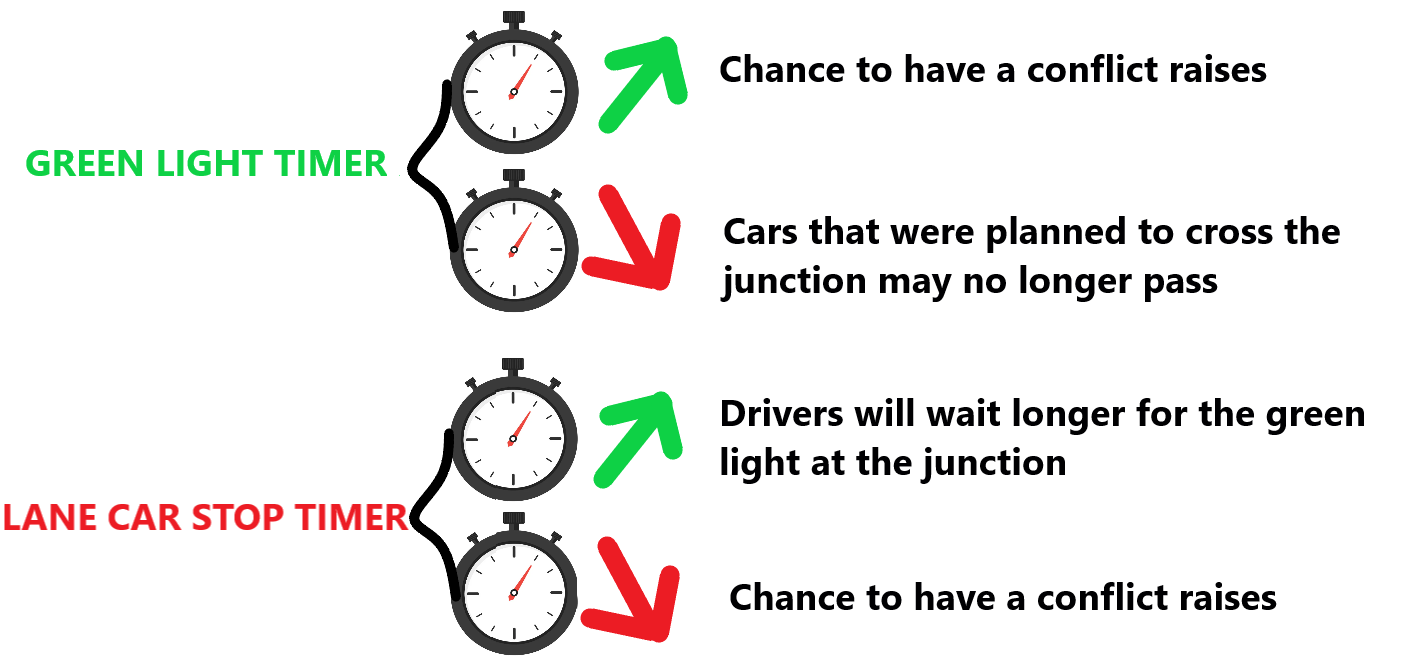 Chance to have a conflict raises
GREEN LIGHT TIMER
Cars that were planned to cross the
junction may no longer pass
Drivers will wait longer for the green
light at the junction
LANE CAR STOP TIMER
Chance to have a conflict raises